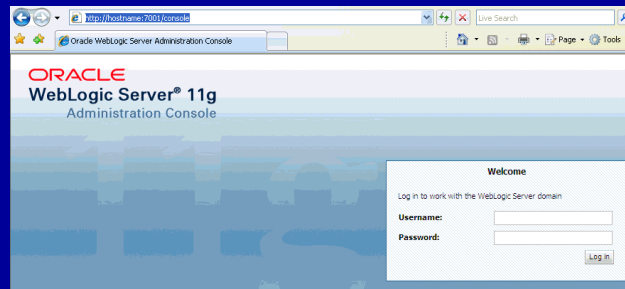 http://hostname:7001/console
Live Search
Oracle WebLogic Server Administration Console
Page
Tools
ORACLE
WebLogic Server® 11g
Administration Console
Welcome
Log in to work with the WebLogic Server domain
Username:
Password:
Log In